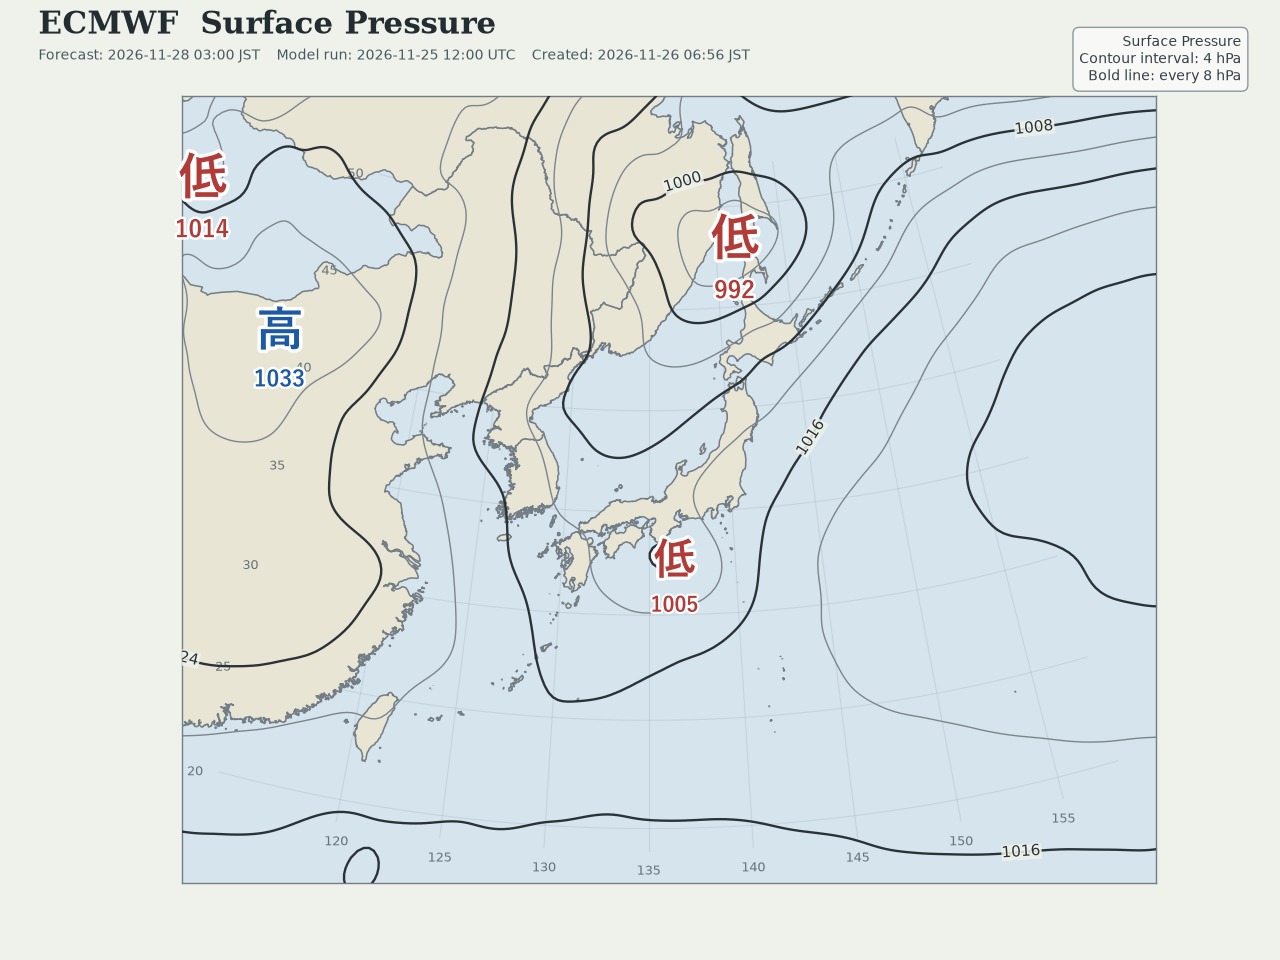 ECMWF  Surface Pressure
Forecast: 2026-11-28 03:00 JST    Model run: 2026-11-25 12:00 UTC    Created: 2026-11-26 06:56 JST
Surface Pressure
Contour interval: 4 hPa
Bold line: every 8 hPa
1008
低
1014
50
1000
低
992
45
高
1033
40
1016
35
低
1005
30
24
25
20
120
125
130
135
140
145
150
155
1016